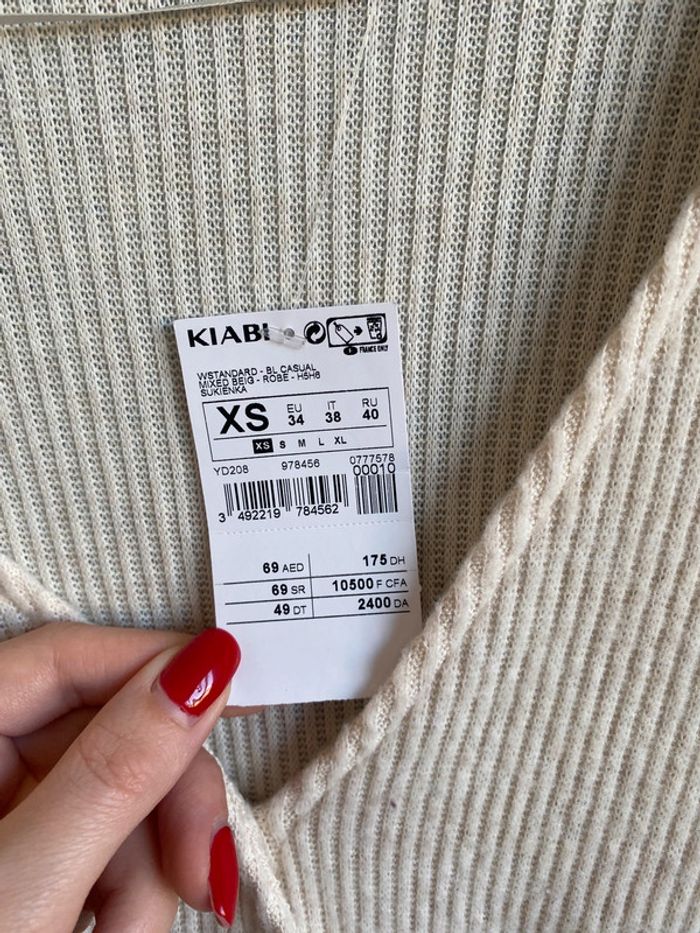 KIABI
FRANCE ONLY
WSTANDARD - BL CASUAL
MIXED BEIG - ROBE - H5H6
SUKIENKA
XS EU 34 IT 38 RU 40
XS S M L XL
YD208 978456 0777578
00010
3 492219 784562
69 AED 175 DH
69 SR 10500 F CFA
49 DT 2400 DA